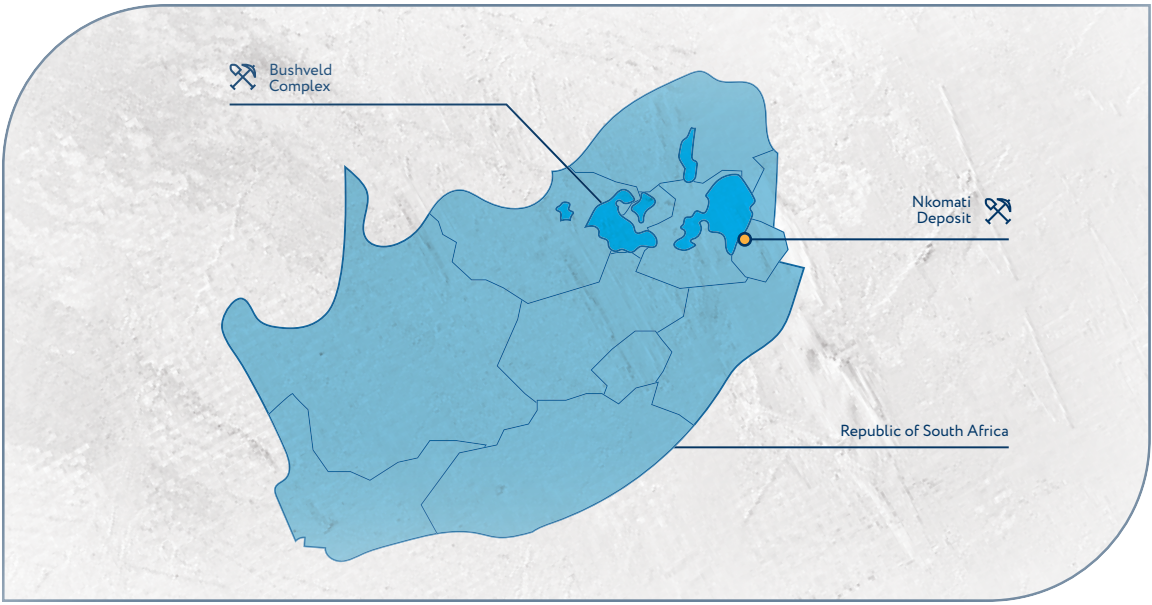 Bushveld
Complex
Nkomati
Deposit
Republic of South Africa